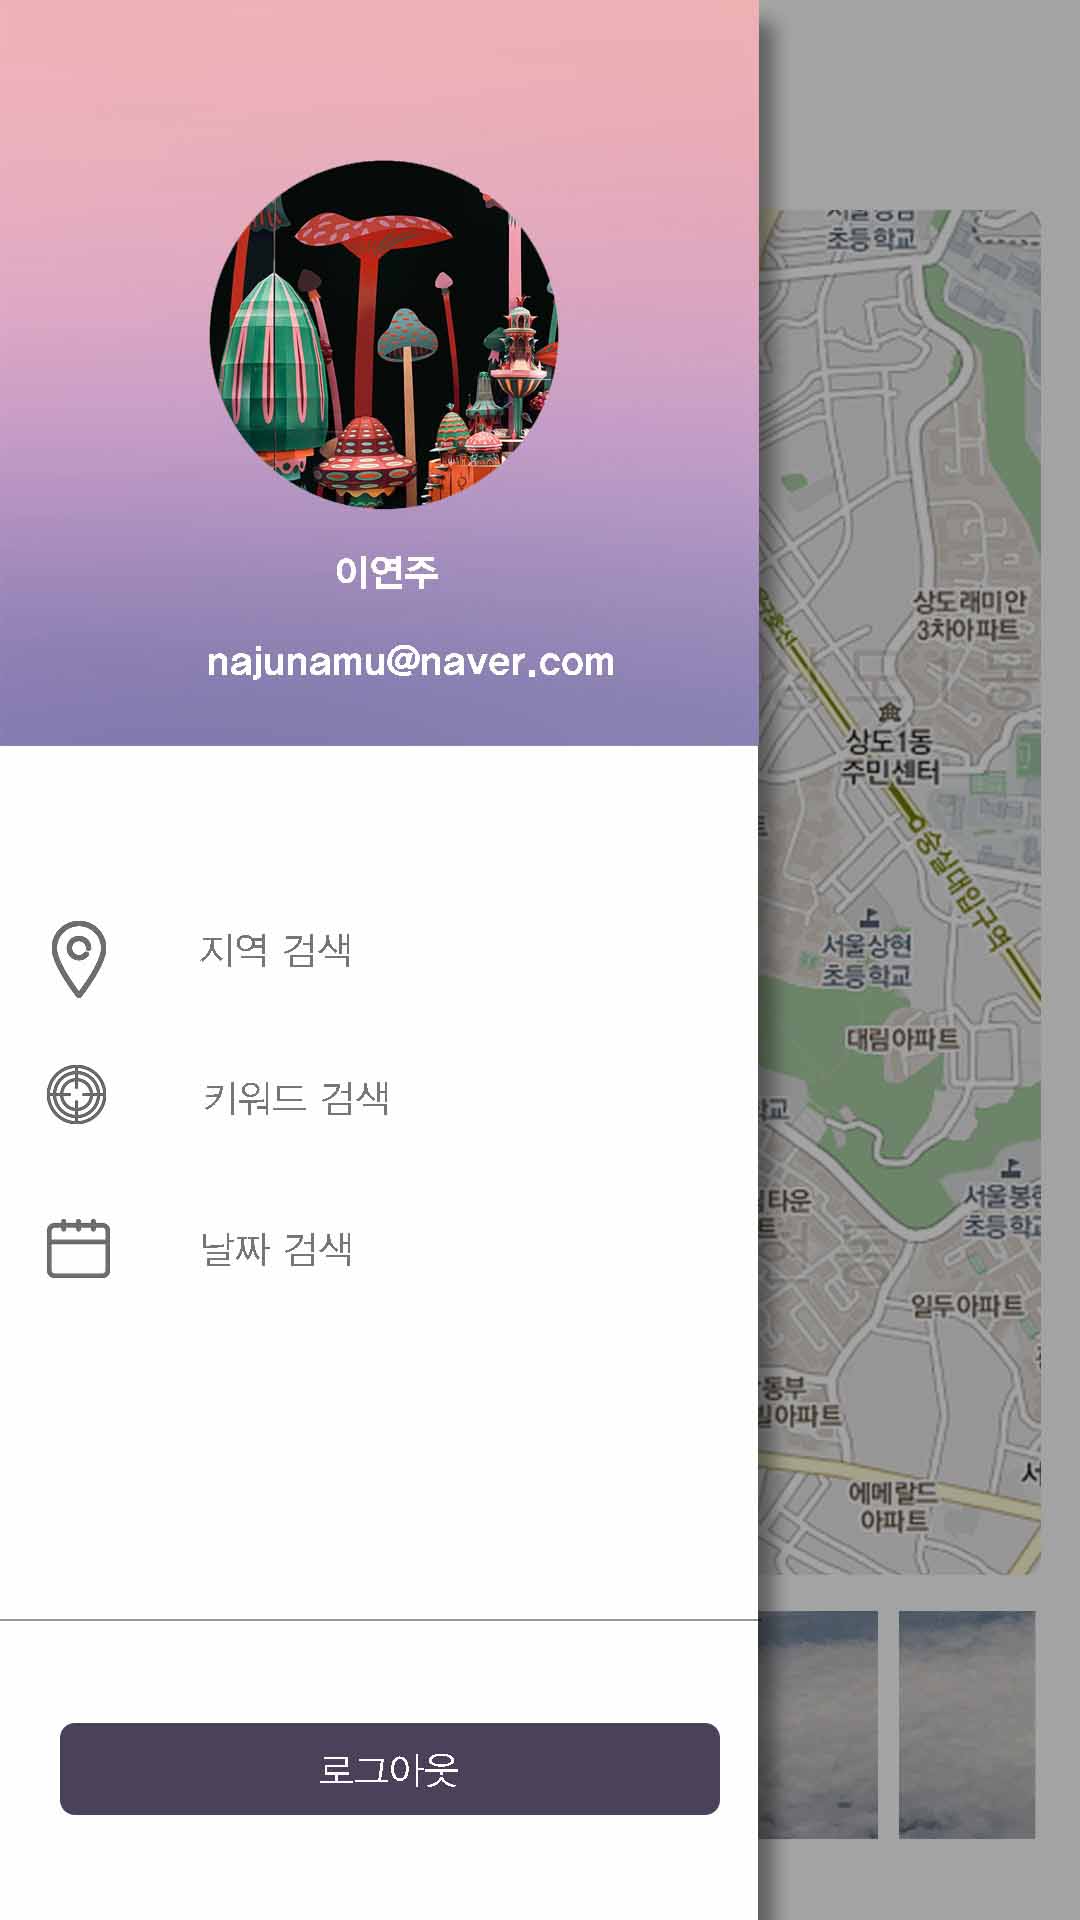 이연주
najunamu@naver.com
지역 검색
키워드 검색
날짜 검색
로그아웃
초등학교
상도래미안
3차아파트
상도1동
주민센터
숭실대입구역
서울상현
초등학교
대림아파트
서울봉현
초등학교
일두아파트
에메랄드
아파트